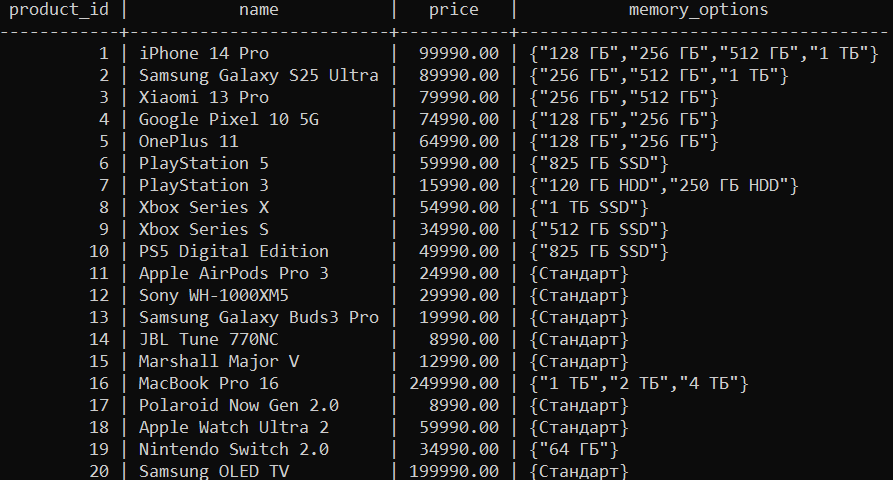 product_id | name | price | memory_options
------------+-------------------------+-----------+-------------------------------------
1 | iPhone 14 Pro | 99990.00 | {"128 ГБ","256 ГБ","512 ГБ","1 ТБ"}
2 | Samsung Galaxy S25 Ultra | 89990.00 | {"256 ГБ","512 ГБ","1 ТБ"}
3 | Xiaomi 13 Pro | 79990.00 | {"256 ГБ","512 ГБ"}
4 | Google Pixel 10 5G | 74990.00 | {"128 ГБ","256 ГБ"}
5 | OnePlus 11 | 64990.00 | {"128 ГБ","256 ГБ"}
6 | PlayStation 5 | 59990.00 | {"825 ГБ SSD"}
7 | PlayStation 3 | 15990.00 | {"120 ГБ HDD","250 ГБ HDD"}
8 | Xbox Series X | 54990.00 | {"1 ТБ SSD"}
9 | Xbox Series S | 34990.00 | {"512 ГБ SSD"}
10 | PS5 Digital Edition | 49990.00 | {"825 ГБ SSD"}
11 | Apple AirPods Pro 3 | 24990.00 | {Стандарт}
12 | Sony WH-1000XM5 | 29990.00 | {Стандарт}
13 | Samsung Galaxy Buds3 Pro | 19990.00 | {Стандарт}
14 | JBL Tune 770NC | 8990.00 | {Стандарт}
15 | Marshall Major V | 12990.00 | {Стандарт}
16 | MacBook Pro 16 | 249990.00 | {"1 ТБ","2 ТБ","4 ТБ"}
17 | Polaroid Now Gen 2.0 | 8990.00 | {Стандарт}
18 | Apple Watch Ultra 2 | 59990.00 | {Стандарт}
19 | Nintendo Switch 2.0 | 34990.00 | {"64 ГБ"}
20 | Samsung OLED TV | 199990.00 | {Стандарт}